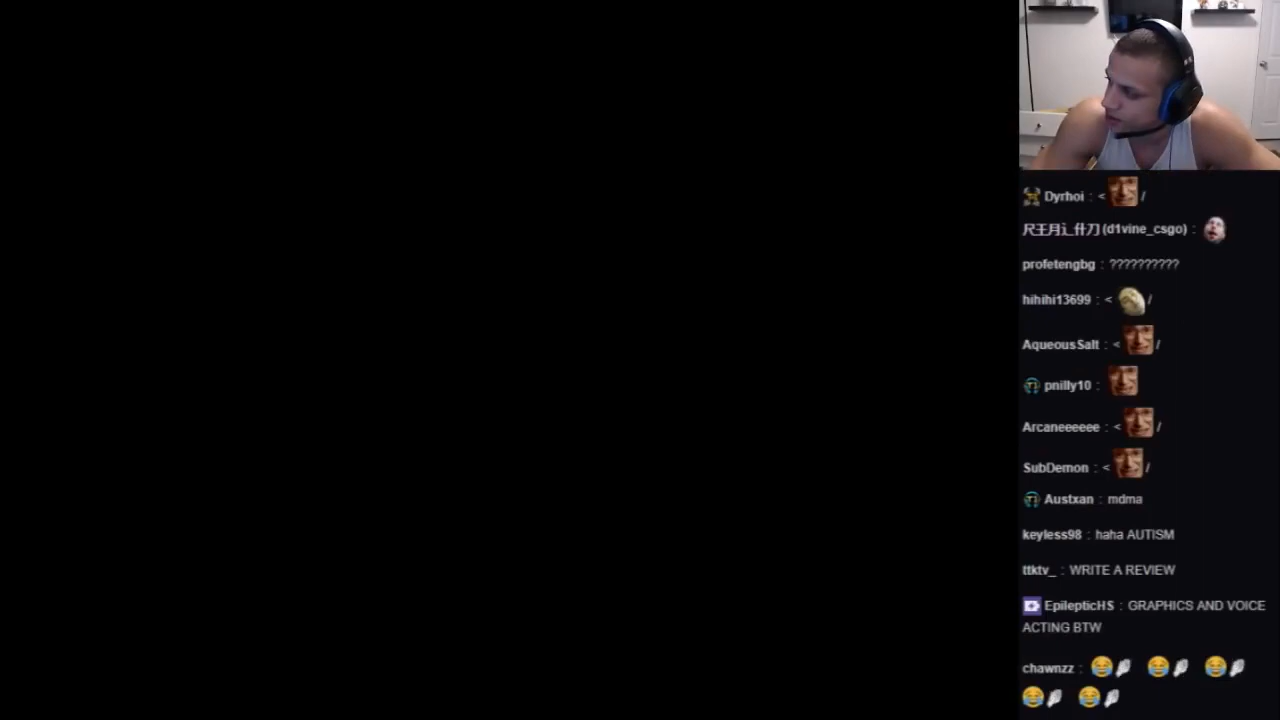 Dyrhoi : < /
尺王月辶卄刀 (d1vine_csgo) :
profetengbg : ??????????
hihihi13699 : < /
AqueousSalt : < /
pnilly10 :
Arcaneeeeee : < /
SubDemon : < /
Austxan : mdma
keyless98 : haha AUTISM
ttktv_ : WRITE A REVIEW
EpilepticHS : GRAPHICS AND VOICE
ACTING BTW
chawnzz :